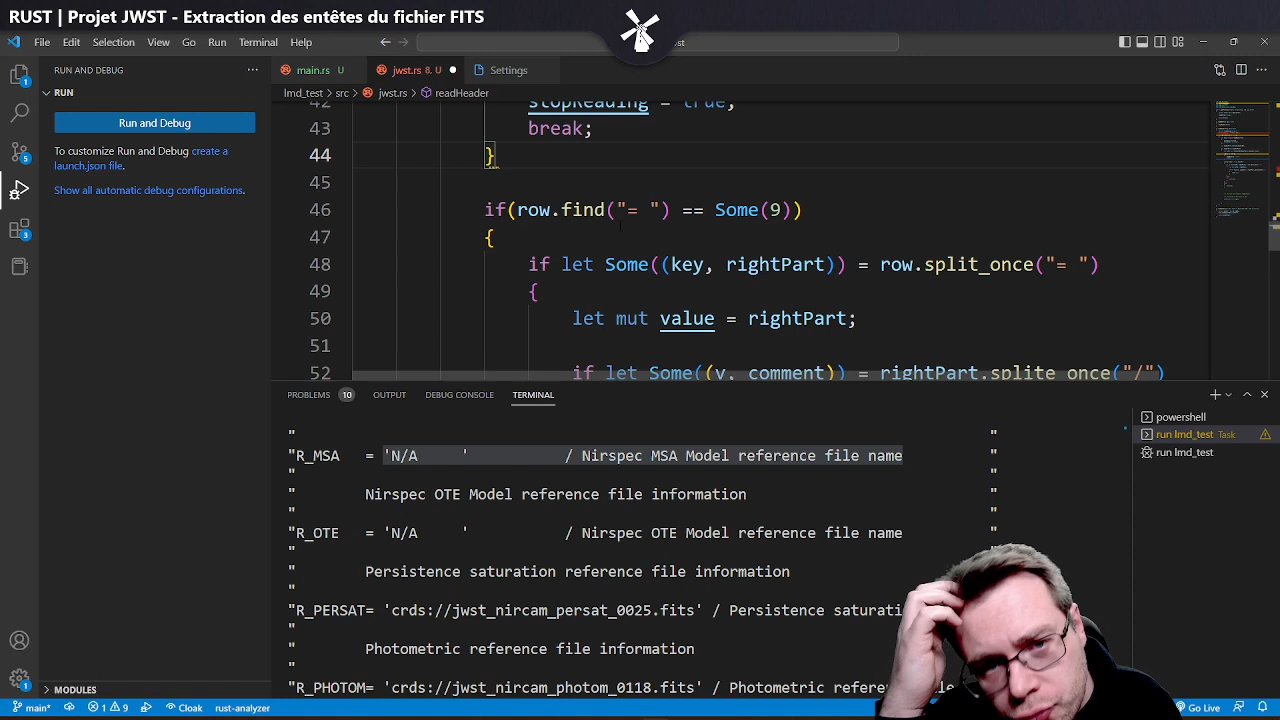 RUST | Projet JWST - Extraction des entêtes du fichier FITS
File Edit Selection View Go Run Terminal Help
RUN AND DEBUG
main.rs U jwst.rs 8, U Settings
RUN
lmd_test > src > jwst.rs > readHeader
Run and Debug
To customize Run and Debug create a
launch.json file.
Show all automatic debug configurations.
42 stopReading = true;
43 break;
44 }
45
46 if(row.find("= ") == Some(9))
47 {
48 if let Some((key, rightPart)) = row.split_once("= ")
49 {
50 let mut value = rightPart;
51
52 if let Some((v, comment)) = rightPart.splite_once("/")
PROBLEMS 10 OUTPUT DEBUG CONSOLE TERMINAL
powershell
run lmd_test Task
run lmd_test
" "
"R_MSA   = 'N/A     '           / Nirspec MSA Model reference file name          "
" Nirspec OTE Model reference file information "
"R_OTE   = 'N/A     '           / Nirspec OTE Model reference file name          "
" Persistence saturation reference file information
"R_PERSAT= 'crds://jwst_nircam_persat_0025.fits' / Persistence saturati
" Photometric reference file information
"R_PHOTOM= 'crds://jwst_nircam_photom_0118.fits' / Photometric reference
MODULES
main* 1 9 Cloak rust-analyzer Go Live